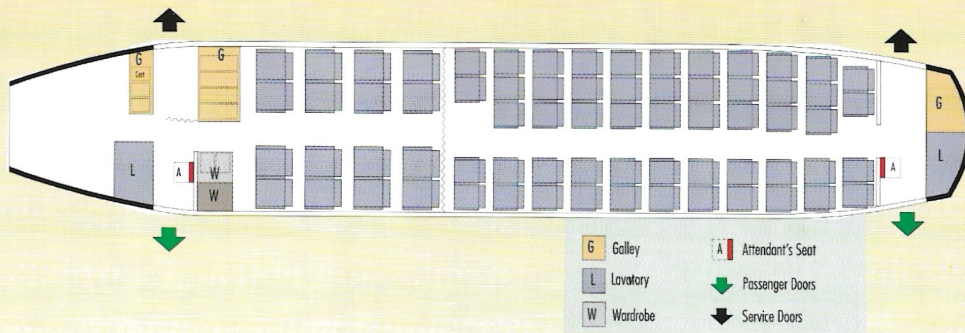 G
G
Cart
G
L
A
W
W
A
L
G Galley
A Attendant's Seat
L Lavatory
Passenger Doors
W Wardrobe
Service Doors